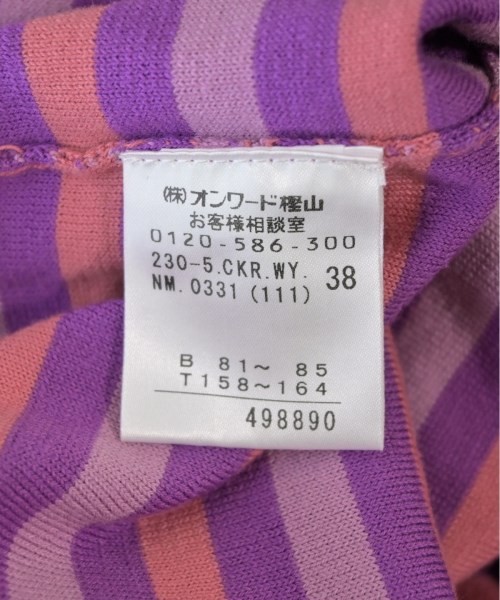 (株)オンワード樫山
お客様相談室
0120-586-300
230-5.CKR.WY. 38
NM.0331(111)
B 81~ 85
T158~164
498890